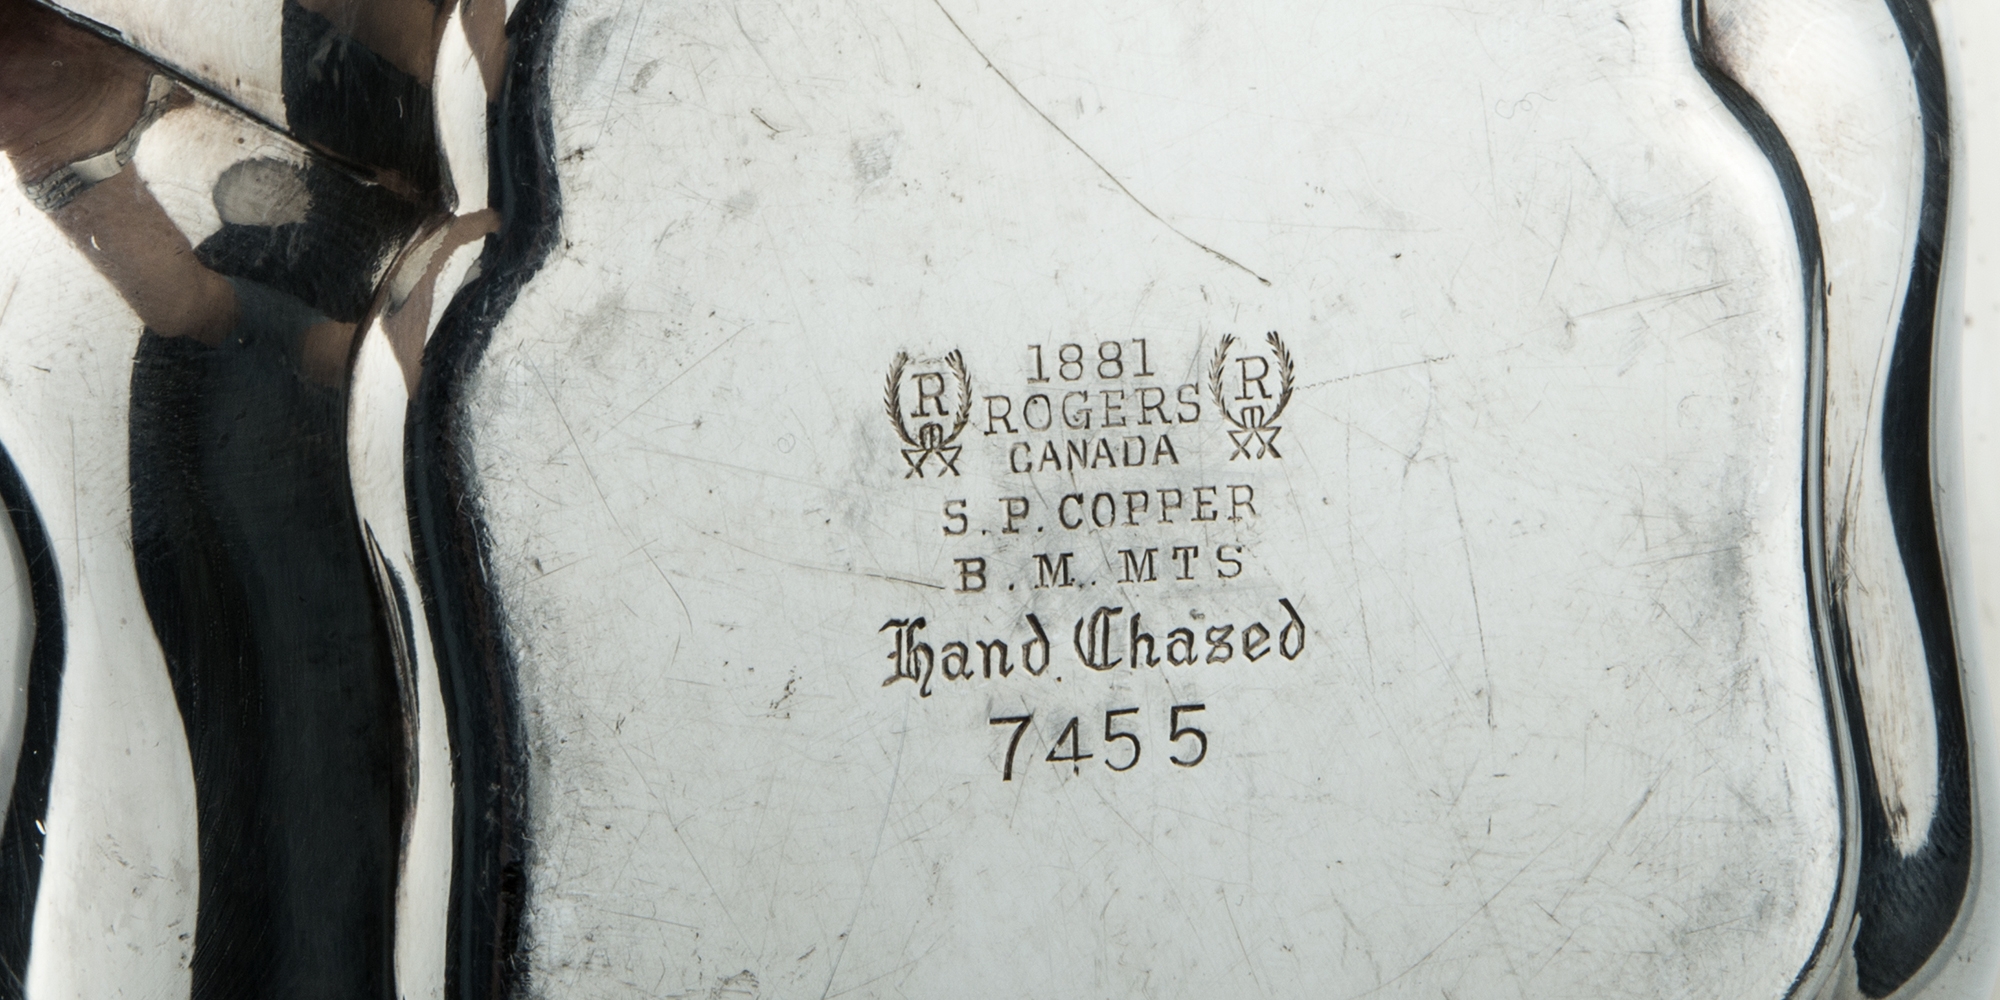 1881
R ROGERS R
CANADA
S.P. COPPER
B.M. MTS
Hand Chased
7455